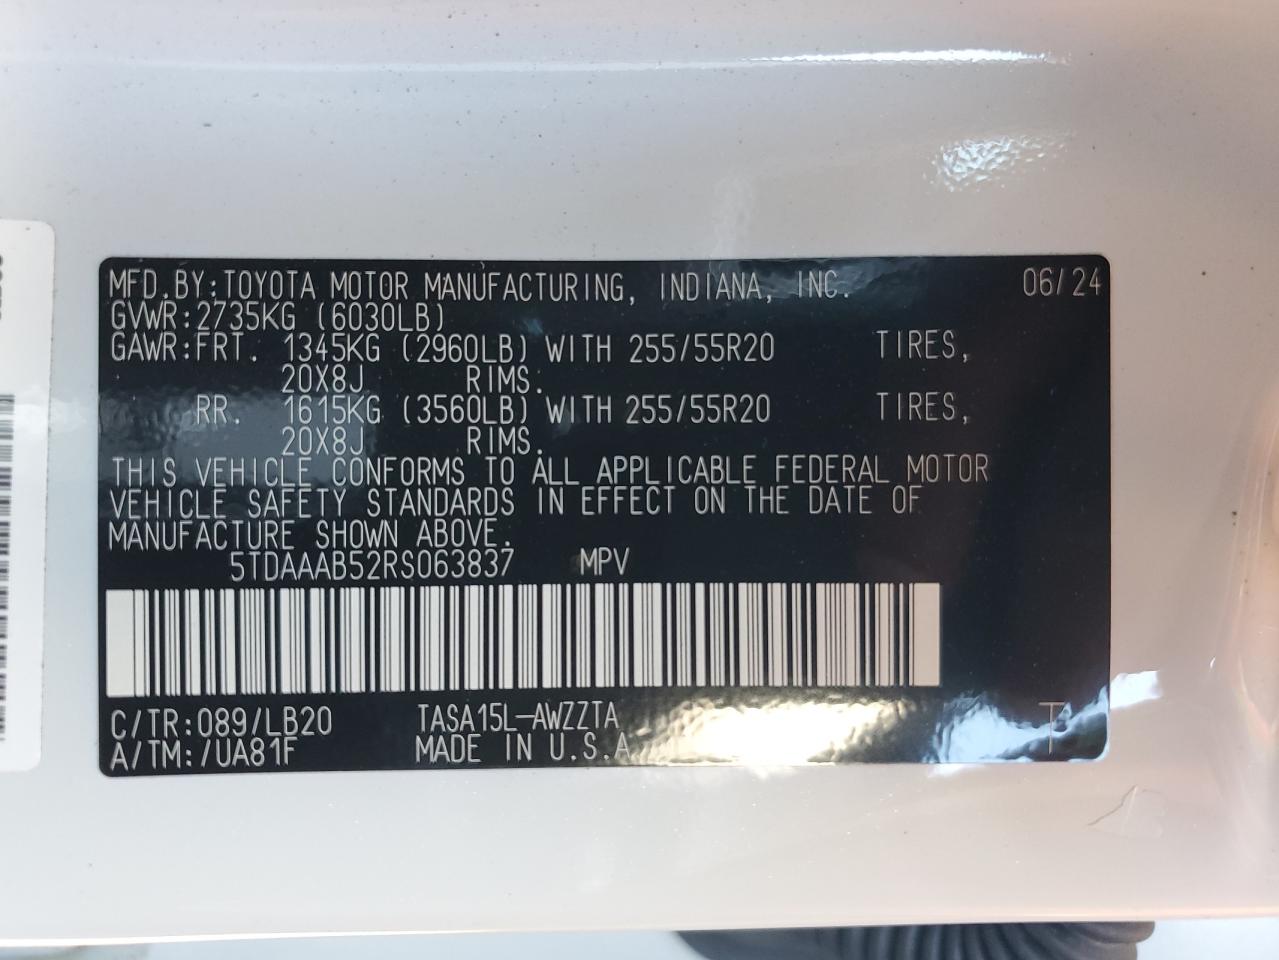 MFD.BY:TOYOTA MOTOR MANUFACTURING, INDIANA, INC. 06/24
GVWR:2735KG (6030LB)
GAWR:FRT. 1345KG (2960LB) WITH 255/55R20 TIRES,
20X8J RIMS.
RR. 1615KG (3560LB) WITH 255/55R20 TIRES,
20X8J RIMS.
THIS VEHICLE CONFORMS TO ALL APPLICABLE FEDERAL MOTOR
VEHICLE SAFETY STANDARDS IN EFFECT ON THE DATE OF
MANUFACTURE SHOWN ABOVE.
5TDAAAB52RS063837 MPV
C/TR:089/LB20 TASA15L-AWZZTA T
A/TM:/UA81F MADE IN U.S.A